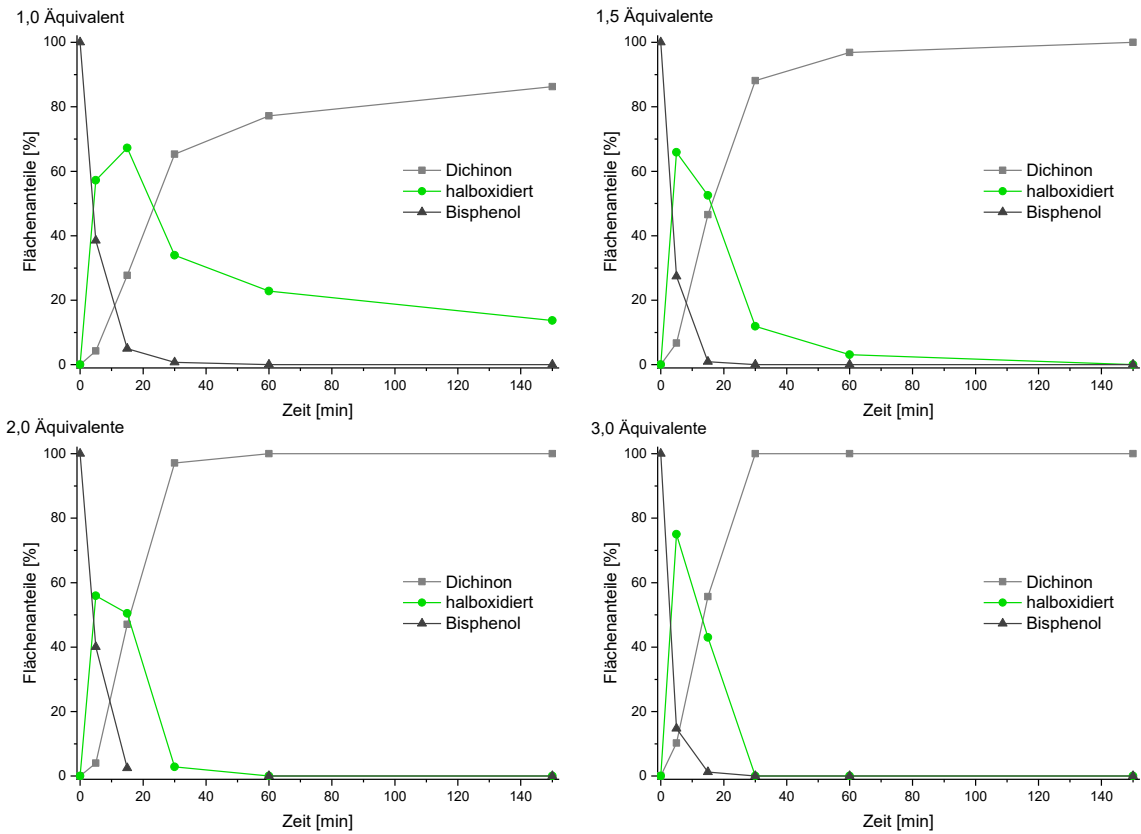 1,0 Äquivalent
Flächenanteile [%]
100
80
60
40
20
0
Dichinon
halboxidiert
Bisphenol
0 20 40 60 80 100 120 140
Zeit [min]
1,5 Äquivalente
Flächenanteile [%]
100
80
60
40
20
0
Dichinon
halboxidiert
Bisphenol
0 20 40 60 80 100 120 140
Zeit [min]
2,0 Äquivalente
Flächenanteile [%]
100
80
60
40
20
0
Dichinon
halboxidiert
Bisphenol
0 20 40 60 80 100 120 140
Zeit [min]
3,0 Äquivalente
Flächenanteile [%]
100
80
60
40
20
0
Dichinon
halboxidiert
Bisphenol
0 20 40 60 80 100 120 140
Zeit [min]